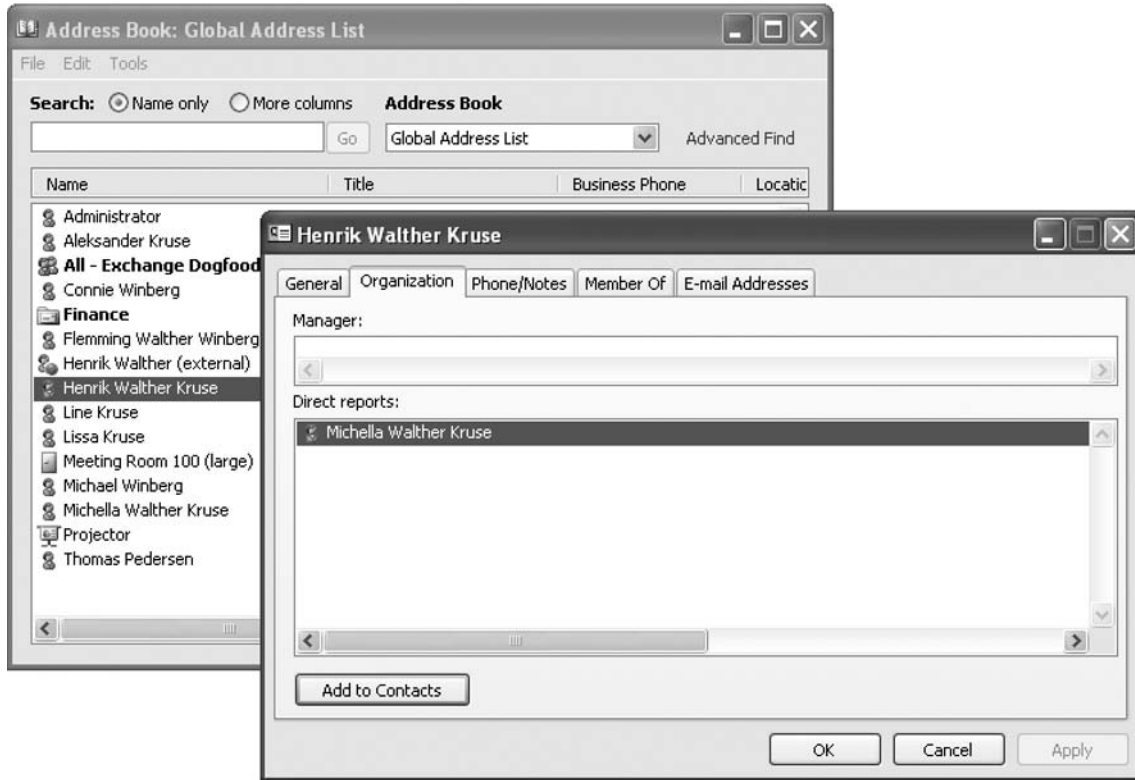 Address Book: Global Address List
File Edit Tools
Search: Name only More columns Address Book
Go Global Address List Advanced Find
Name Title Business Phone Locatic
Administrator
Aleksander Kruse
All - Exchange Dogfood
Connie Winberg
Finance
Flemming Walther Winberg
Henrik Walther (external)
Henrik Walther Kruse
Line Kruse
Lissa Kruse
Meeting Room 100 (large)
Michael Winberg
Michella Walther Kruse
Projector
Thomas Pedersen
Henrik Walther Kruse
General Organization Phone/Notes Member Of E-mail Addresses
Manager:
Direct reports:
Michella Walther Kruse
Add to Contacts
OK Cancel Apply